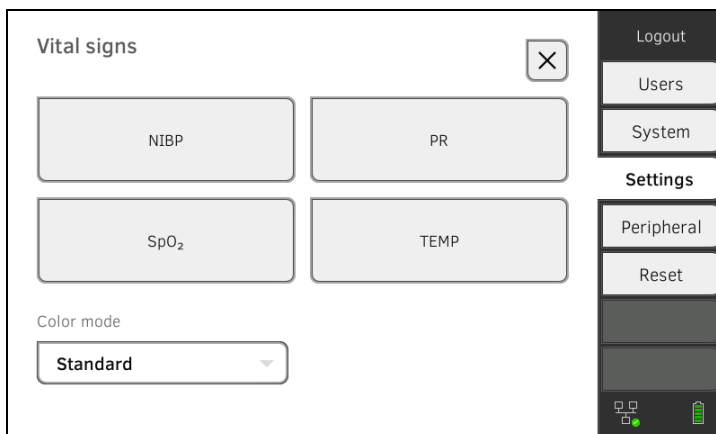 Vital signs
NIBP
PR
SpO₂
TEMP
Color mode
Standard
Logout
Users
System
Settings
Peripheral
Reset